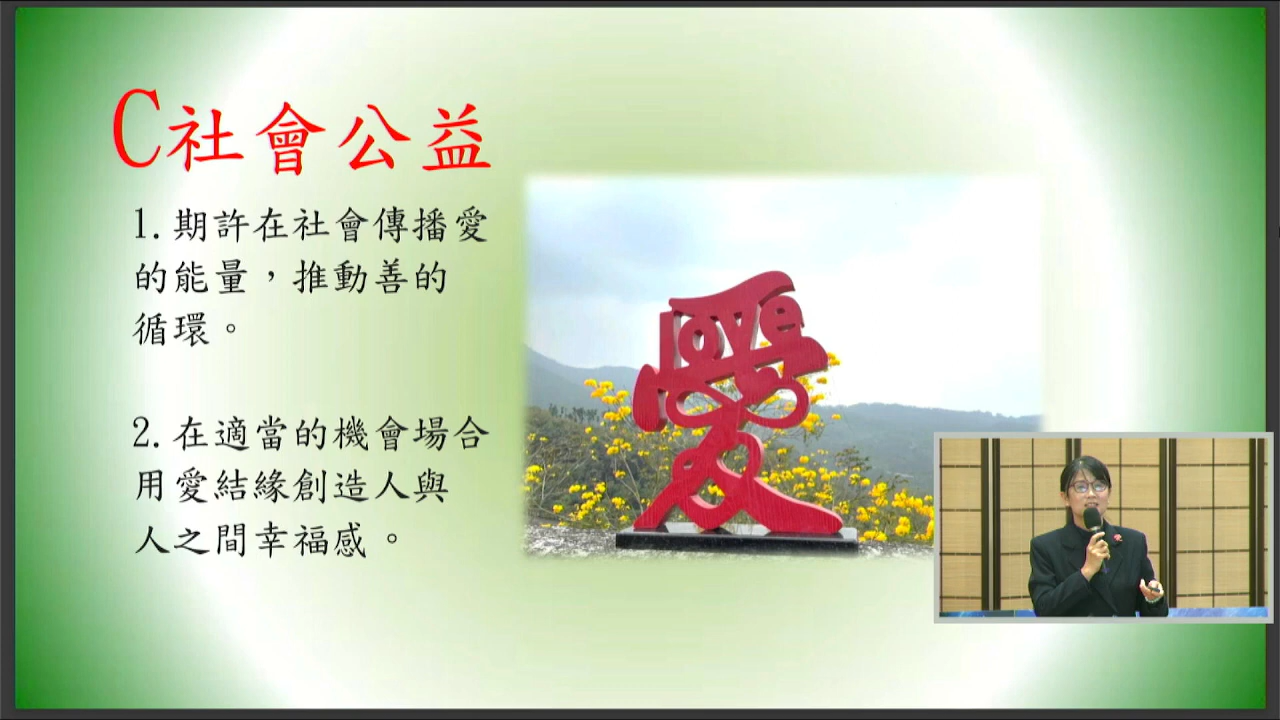 C社會公益
1.期許在社會傳播愛
的能量，推動善的
循環。
2.在適當的機會場合
用愛結緣創造人與
人之間幸福感。
love
愛